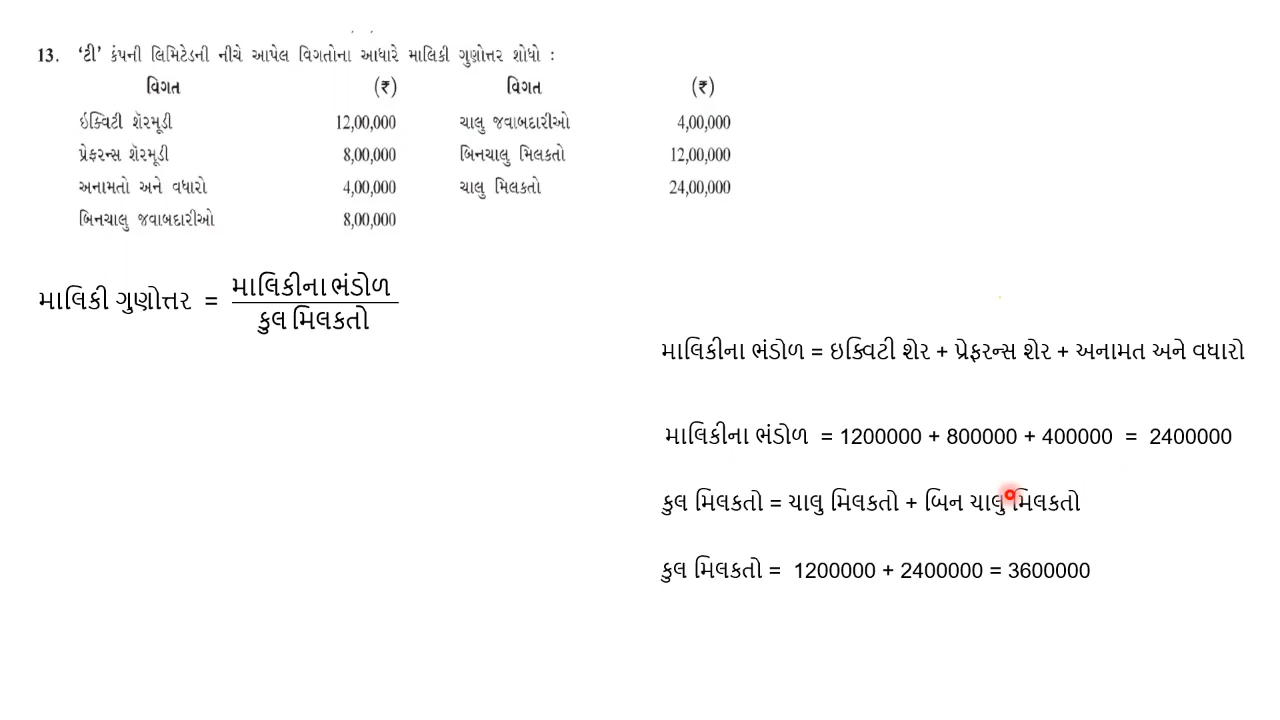 13. ‘ટી’ કંપની લિમિટેડની નીચે આપેલ વિગતોના આધારે માલિકી ગુણોત્તર શોધો :
વિગત (₹) વિગત (₹)
ઇક્વિટી શૅરમૂડી 12,00,000 ચાલુ જવાબદારીઓ 4,00,000
પ્રેફરન્સ શૅરમૂડી 8,00,000 બિનચાલુ મિલકતો 12,00,000
અનામતો અને વધારો 4,00,000 ચાલુ મિલકતો 24,00,000
બિનચાલુ જવાબદારીઓ 8,00,000
માલિકી ગુણોત્તર = માલિકીના ભંડોળ
કુલ મિલકતો
માલિકીના ભંડોળ = ઇક્વિટી શેર + પ્રેફરન્સ શેર + અનામત અને વધારો
માલિકીના ભંડોળ = 1200000 + 800000 + 400000 = 2400000
કુલ મિલકતો = ચાલુ મિલકતો + બિન ચાલુ મિલકતો
કુલ મિલકતો = 1200000 + 2400000 = 3600000